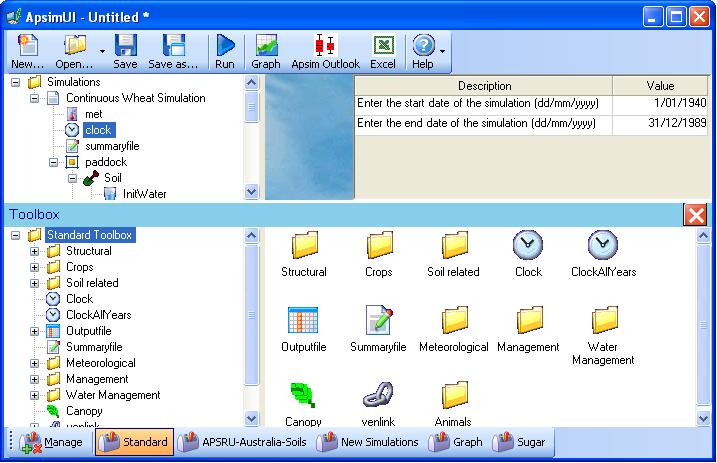 ApsimUI - Untitled *
New... Open... Save Save as... Run Graph Apsim Outlook Excel Help
Simulations
Continuous Wheat Simulation
met
clock
summaryfile
paddock
Soil
InitWater
Description Value
Enter the start date of the simulation (dd/mm/yyyy) 1/01/1940
Enter the end date of the simulation (dd/mm/yyyy) 31/12/1989
Toolbox
Standard Toolbox
Structural
Crops
Soil related
Clock
ClockAllYears
Outputfile
Summaryfile
Meteorological
Management
Water Management
Canopy
venlink
Structural Crops Soil related Clock ClockAllYears
Outputfile Summaryfile Meteorological Management Water
Management
Canopy venlink Animals
Manage Standard APSRU-Australia-Soils New Simulations Graph Sugar